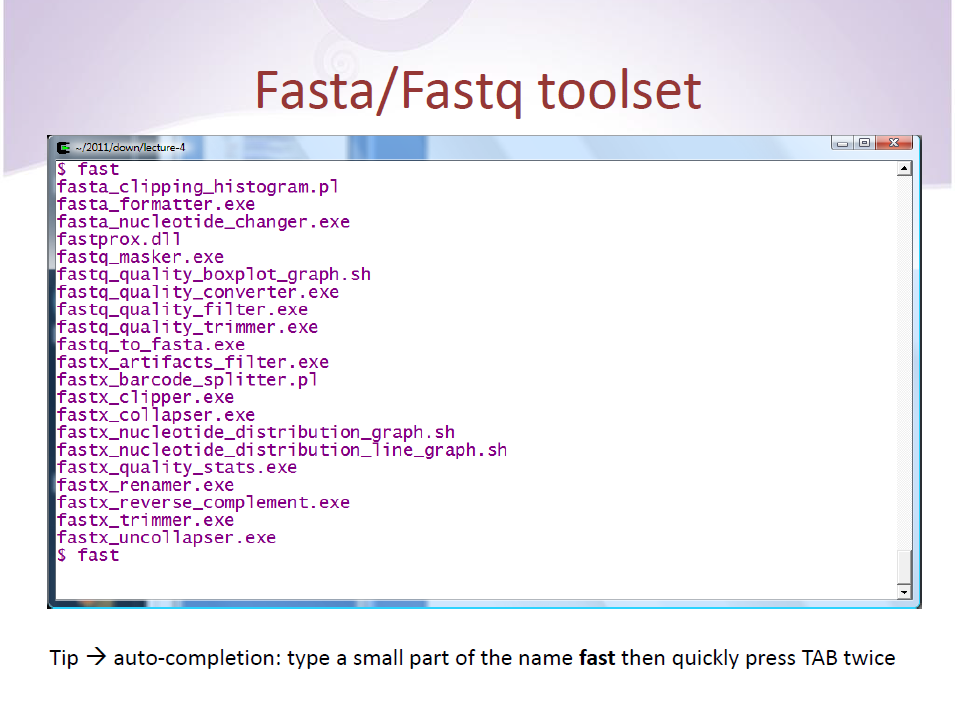 Fasta/Fastq toolset
~/2011/down/lecture-4
$ fast
fasta_clipping_histogram.pl
fasta_formatter.exe
fasta_nucleotide_changer.exe
fastprox.dll
fastq_masker.exe
fastq_quality_boxplot_graph.sh
fastq_quality_converter.exe
fastq_quality_filter.exe
fastq_quality_trimmer.exe
fastq_to_fasta.exe
fastx_artifacts_filter.exe
fastx_barcode_splitter.pl
fastx_clipper.exe
fastx_collapser.exe
fastx_nucleotide_distribution_graph.sh
fastx_nucleotide_distribution_line_graph.sh
fastx_quality_stats.exe
fastx_renamer.exe
fastx_reverse_complement.exe
fastx_trimmer.exe
fastx_uncollapser.exe
$ fast
Tip → auto-completion: type a small part of the name fast then quickly press TAB twice